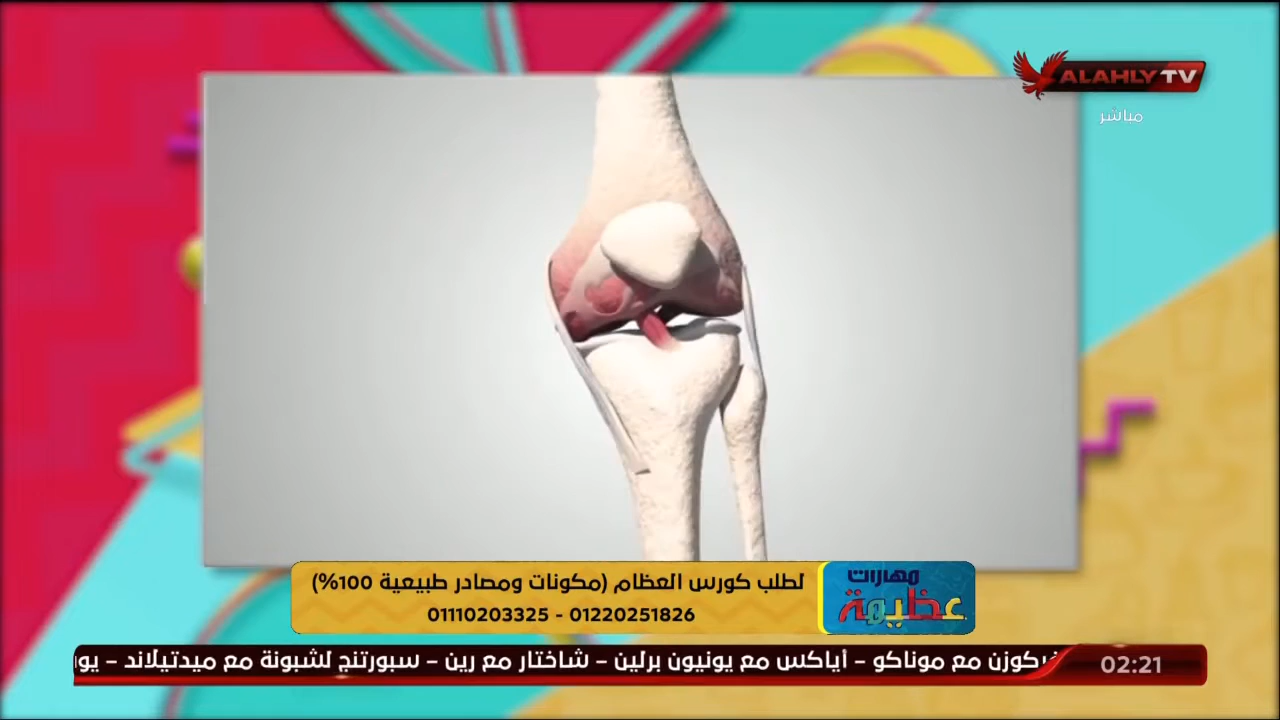 ALAHLY TV
مباشر
لطلب كورس العظام (مكونات ومصادر طبيعية 100%)
01110203325 - 01220251826
مهارات
عظيمة
موناكو – أياكس مع يونيون برلين – شاختار مع رين – سبورتنج لشبونة مع ميدتيلاند –
02:21